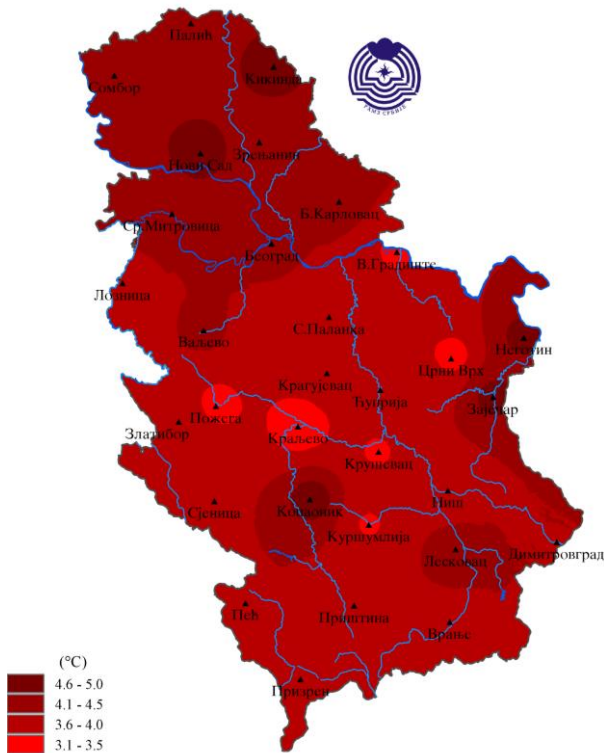 Палић
Кикинда
Сомбор
Зрењанин
Нови Сад
Б.Карловац
Ср.Митровица
Београд
В.Градиште
Лозница
С.Паланка
Ваљево
Неготин
Црни Врх
Крагујевац
Ћуприја
Зајечар
Пожега
Златибор
Краљево
Крушевац
Ниш
Копаоник
Сјеница
Куршумлија
Димитровград
Лесковац
Пећ
Приштина
Врање
Призрен
(°C)
4.6 - 5.0
4.1 - 4.5
3.6 - 4.0
3.1 - 3.5